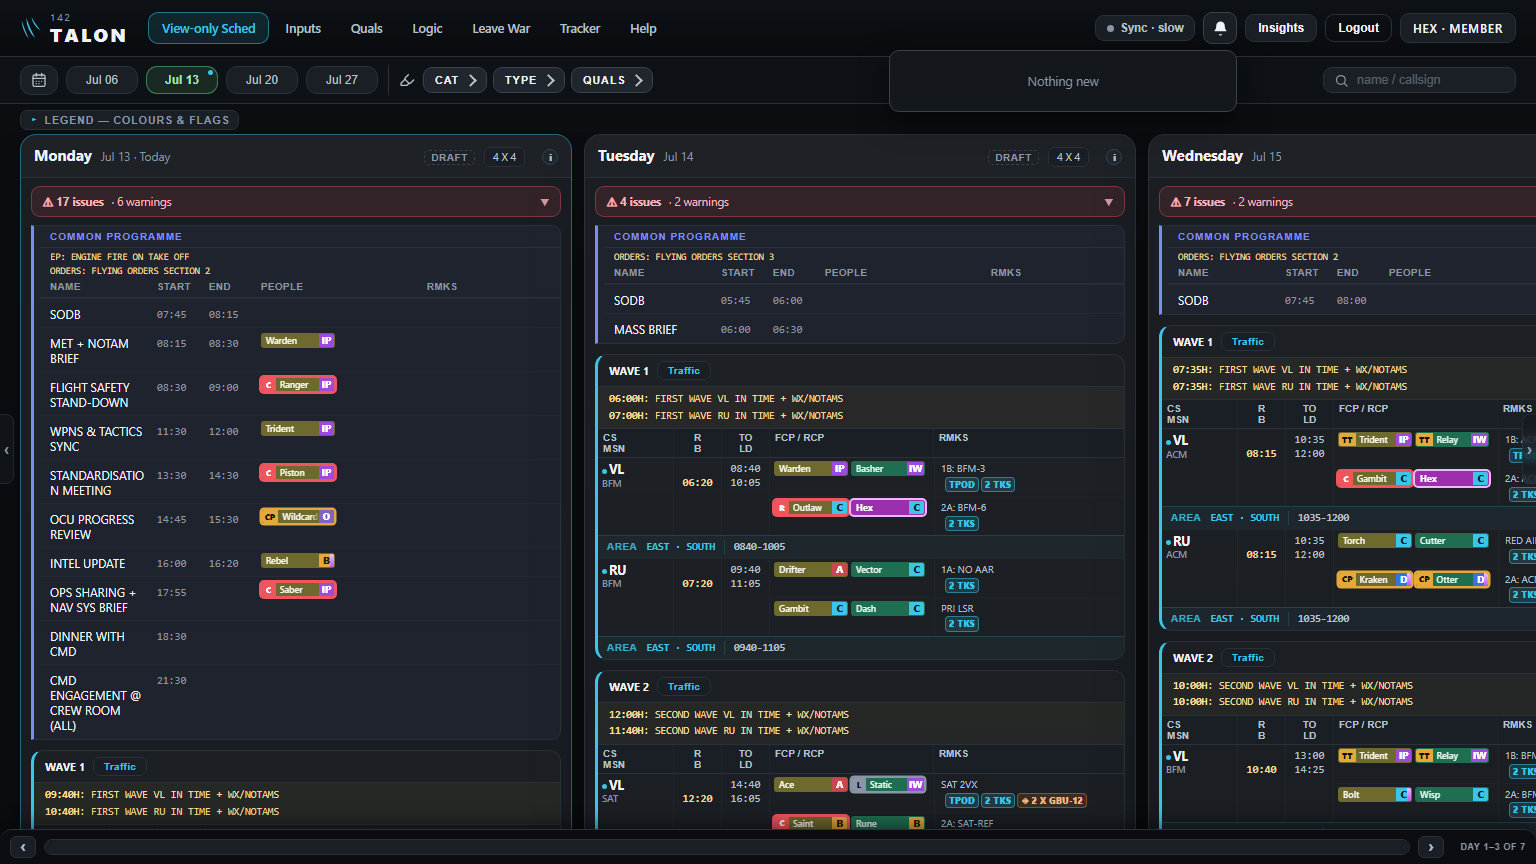 142
TALON
View-only Sched
Inputs
Quals
Logic
Leave War
Tracker
Help
Sync · slow
Insights
Logout
HEX · MEMBER
Jul 06
Jul 13
Jul 20
Jul 27
CAT
TYPE
QUALS
Nothing new
name / callsign
LEGEND — COLOURS & FLAGS
Monday Jul 13 · Today
DRAFT
4 X 4
i
17 issues · 6 warnings
COMMON PROGRAMME
EP: ENGINE FIRE ON TAKE OFF
ORDERS: FLYING ORDERS SECTION 2
NAME START END PEOPLE RMKS
SODB 07:45 08:15
MET + NOTAM BRIEF 08:15 08:30 Warden IP
FLIGHT SAFETY STAND-DOWN 08:30 09:00 C Ranger IP
WPNS & TACTICS SYNC 11:30 12:00 Trident IP
STANDARDISATIO
N MEETING 13:30 14:30 C Piston IP
OCU PROGRESS REVIEW 14:45 15:30 CP Wildcard O
INTEL UPDATE 16:00 16:20 Rebel B
OPS SHARING + NAV SYS BRIEF 17:55 C Saber IP
DINNER WITH CMD 18:30
CMD ENGAGEMENT @ CREW ROOM (ALL) 21:30
WAVE 1 Traffic
09:40H: FIRST WAVE VL IN TIME + WX/NOTAMS
10:40H: FIRST WAVE RU IN TIME + WX/NOTAMS
Tuesday Jul 14
DRAFT
4 X 4
i
4 issues · 2 warnings
COMMON PROGRAMME
ORDERS: FLYING ORDERS SECTION 3
NAME START END PEOPLE RMKS
SODB 05:45 06:00
MASS BRIEF 06:00 06:30
WAVE 1 Traffic
06:00H: FIRST WAVE VL IN TIME + WX/NOTAMS
07:00H: FIRST WAVE RU IN TIME + WX/NOTAMS
CS R TO FCP / RCP RMKS
MSN B LD
VL 08:40 Warden IP Basher IW 1B: BFM-3
BFM 06:20 10:05 TPOD 2 TKS
R Outlaw C Hex C 2A: BFM-6
2 TKS
AREA EAST · SOUTH 0840-1005
RU 09:40 Drifter A Vector C 1A: NO AAR
BFM 07:20 11:05 2 TKS
Gambit C Dash C PRI LSR
2 TKS
AREA EAST · SOUTH 0940-1105
WAVE 2 Traffic
12:00H: SECOND WAVE VL IN TIME + WX/NOTAMS
11:40H: SECOND WAVE RU IN TIME + WX/NOTAMS
CS R TO FCP / RCP RMKS
MSN B LD
VL 14:40 Ace A L Static IW SAT 2VX
SAT 12:20 16:05 TPOD 2 TKS 2 X GBU-12
C Saint B Rune B 2A: SAT-REF
Wednesday Jul 15
7 issues · 2 warnings
COMMON PROGRAMME
ORDERS: FLYING ORDERS SECTION 2
NAME START END PEOPLE
SODB 07:45 08:00
WAVE 1 Traffic
07:35H: FIRST WAVE VL IN TIME + WX/NOTAMS
07:35H: FIRST WAVE RU IN TIME + WX/NOTAMS
CS R TO FCP / RCP RMKS
MSN B LD
VL 10:35 TT Trident IP TT Relay IW 1B:
ACM 08:15 12:00
C Gambit C Hex C 2A:
2 TKS
AREA EAST · SOUTH 1035-1200
RU 10:35 Torch C Cutter C RED AI
ACM 08:15 12:00 2 TKS
CP Kraken D CP Otter D 2A: AC
2 TKS
AREA EAST · SOUTH 1035-1200
WAVE 2 Traffic
10:00H: SECOND WAVE VL IN TIME + WX/NOTAMS
10:00H: SECOND WAVE RU IN TIME + WX/NOTAMS
CS R TO FCP / RCP RMKS
MSN B LD
VL 13:00 TT Trident IP TT Relay IW 1B: BFM
BFM 10:40 14:25 2 TKS
Bolt C Wisp C 2A: BFM
2 TKS
DAY 1–3 OF 7